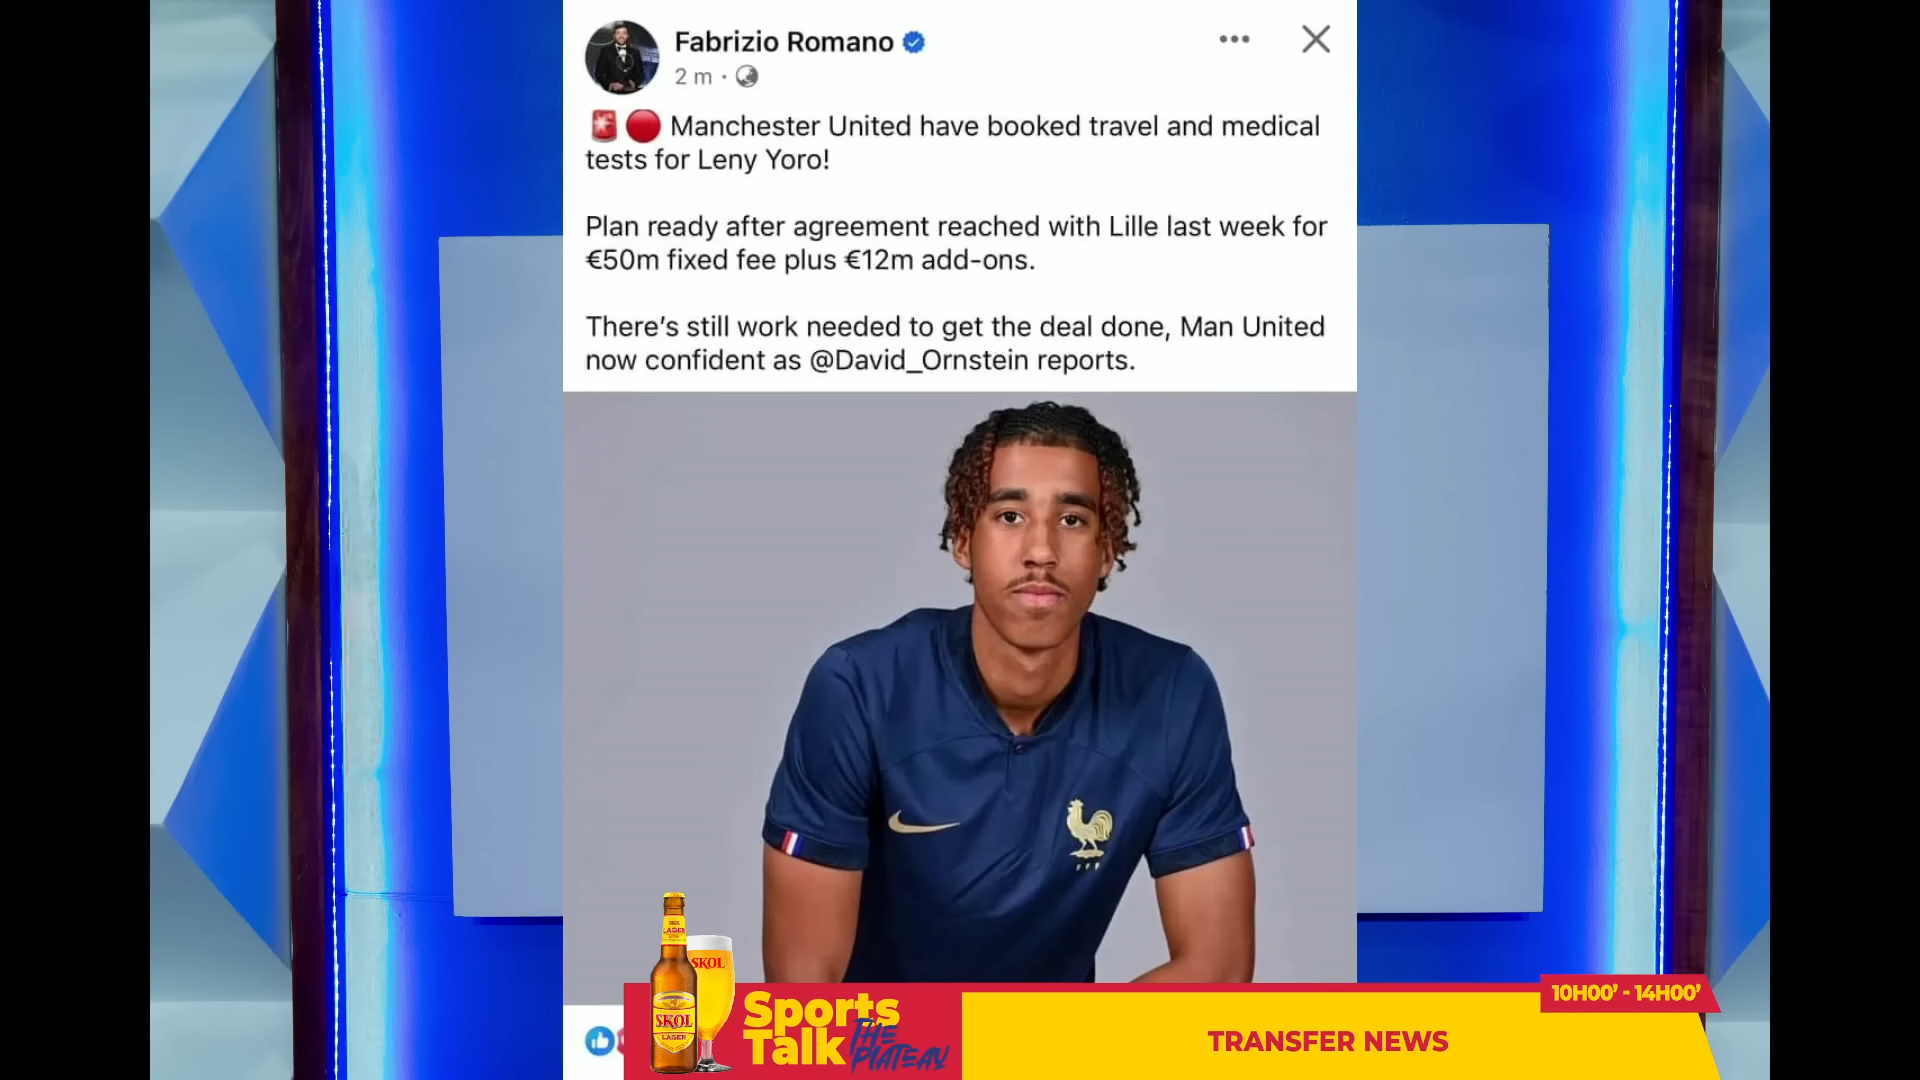 Fabrizio Romano
2 m ·
Manchester United have booked travel and medical
tests for Leny Yoro!
Plan ready after agreement reached with Lille last week for
€50m fixed fee plus €12m add-ons.
There's still work needed to get the deal done, Man United
now confident as @David_Ornstein reports.
FFF
SKOL
LAGER
SKOL
SKOL
LAGER
Sports
Talk THE
PLATEAU
10H00' - 14H00'
TRANSFER NEWS